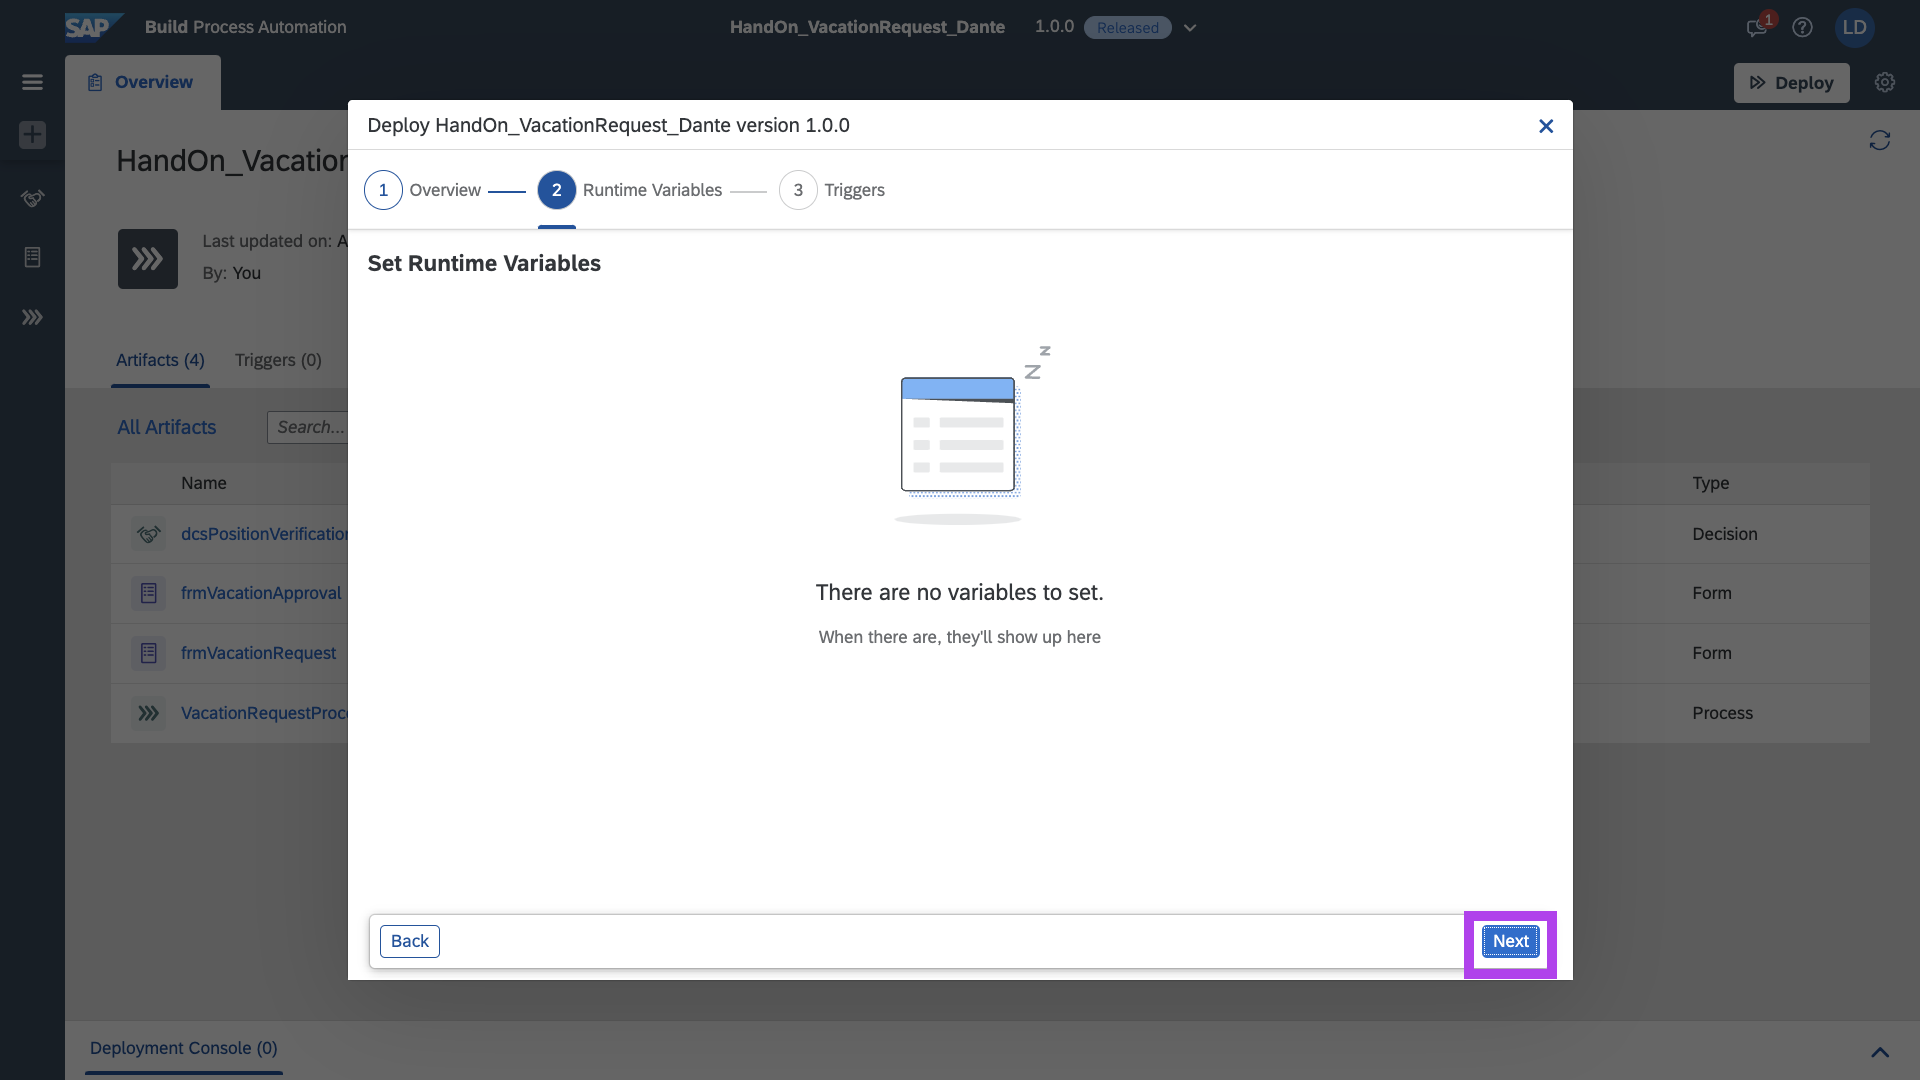 SAP Build Process Automation
HandOn_VacationRequest_Dante 1.0.0 Released
1
LD
Overview
Deploy
HandOn_Vacation
Last updated on: A
By: You
Artifacts (4) Triggers (0)
All Artifacts Search...
Name Type
dcsPositionVerification Decision
frmVacationApproval Form
frmVacationRequest Form
VacationRequestProce Process
Deploy HandOn_VacationRequest_Dante version 1.0.0
1 Overview 2 Runtime Variables 3 Triggers
Set Runtime Variables
z
Z
There are no variables to set.
When there are, they'll show up here
Back Next
Deployment Console (0)